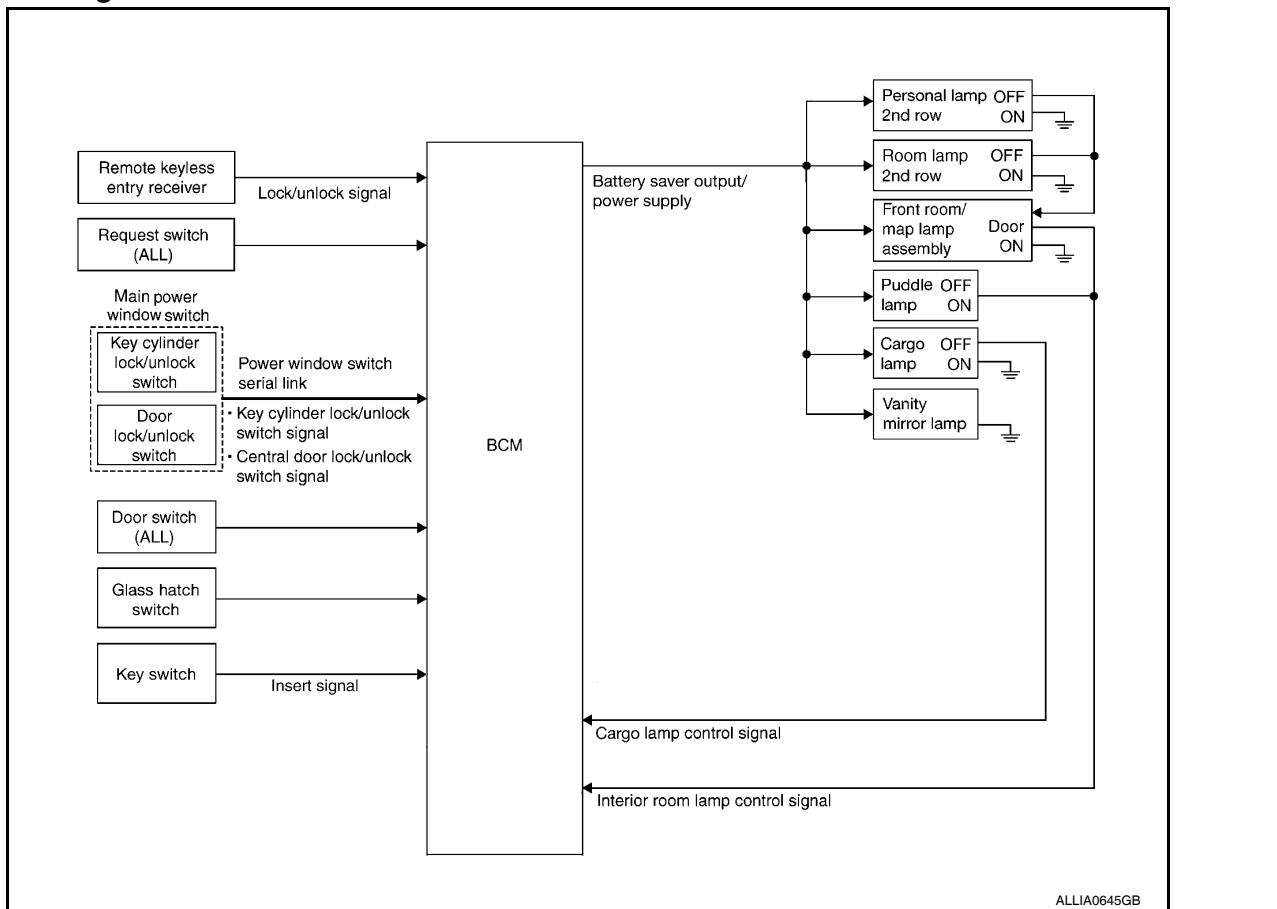 Remote keyless
entry receiver
Lock/unlock signal
Request switch
(ALL)
Main power
window switch
Key cylinder
lock/unlock
switch
Door
lock/unlock
switch
Power window switch
serial link
· Key cylinder lock/unlock
switch signal
· Central door lock/unlock
switch signal
Door switch
(ALL)
Glass hatch
switch
Key switch
Insert signal
BCM
Battery saver output/
power supply
Personal lamp OFF
2nd row ON
Room lamp OFF
2nd row ON
Front room/
map lamp Door
assembly ON
Puddle OFF
lamp ON
Cargo OFF
lamp ON
Vanity
mirror lamp
Cargo lamp control signal
Interior room lamp control signal
ALLIA0645GB